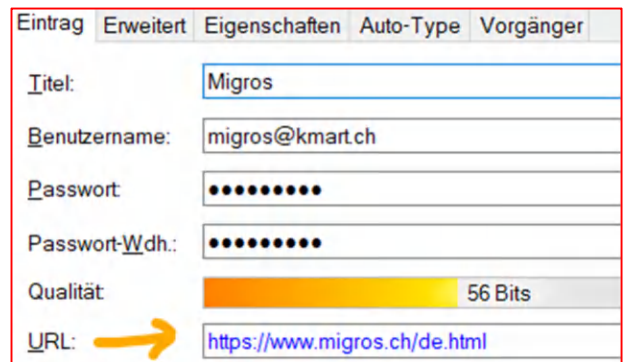 Eintrag Erweitert Eigenschaften Auto-Type Vorgänger
Titel: Migros
Benutzername: migros@kmart.ch
Passwort: ●●●●●●●●●
Passwort-Wdh.: ●●●●●●●●●
Qualität: 56 Bits
URL: https://www.migros.ch/de.html